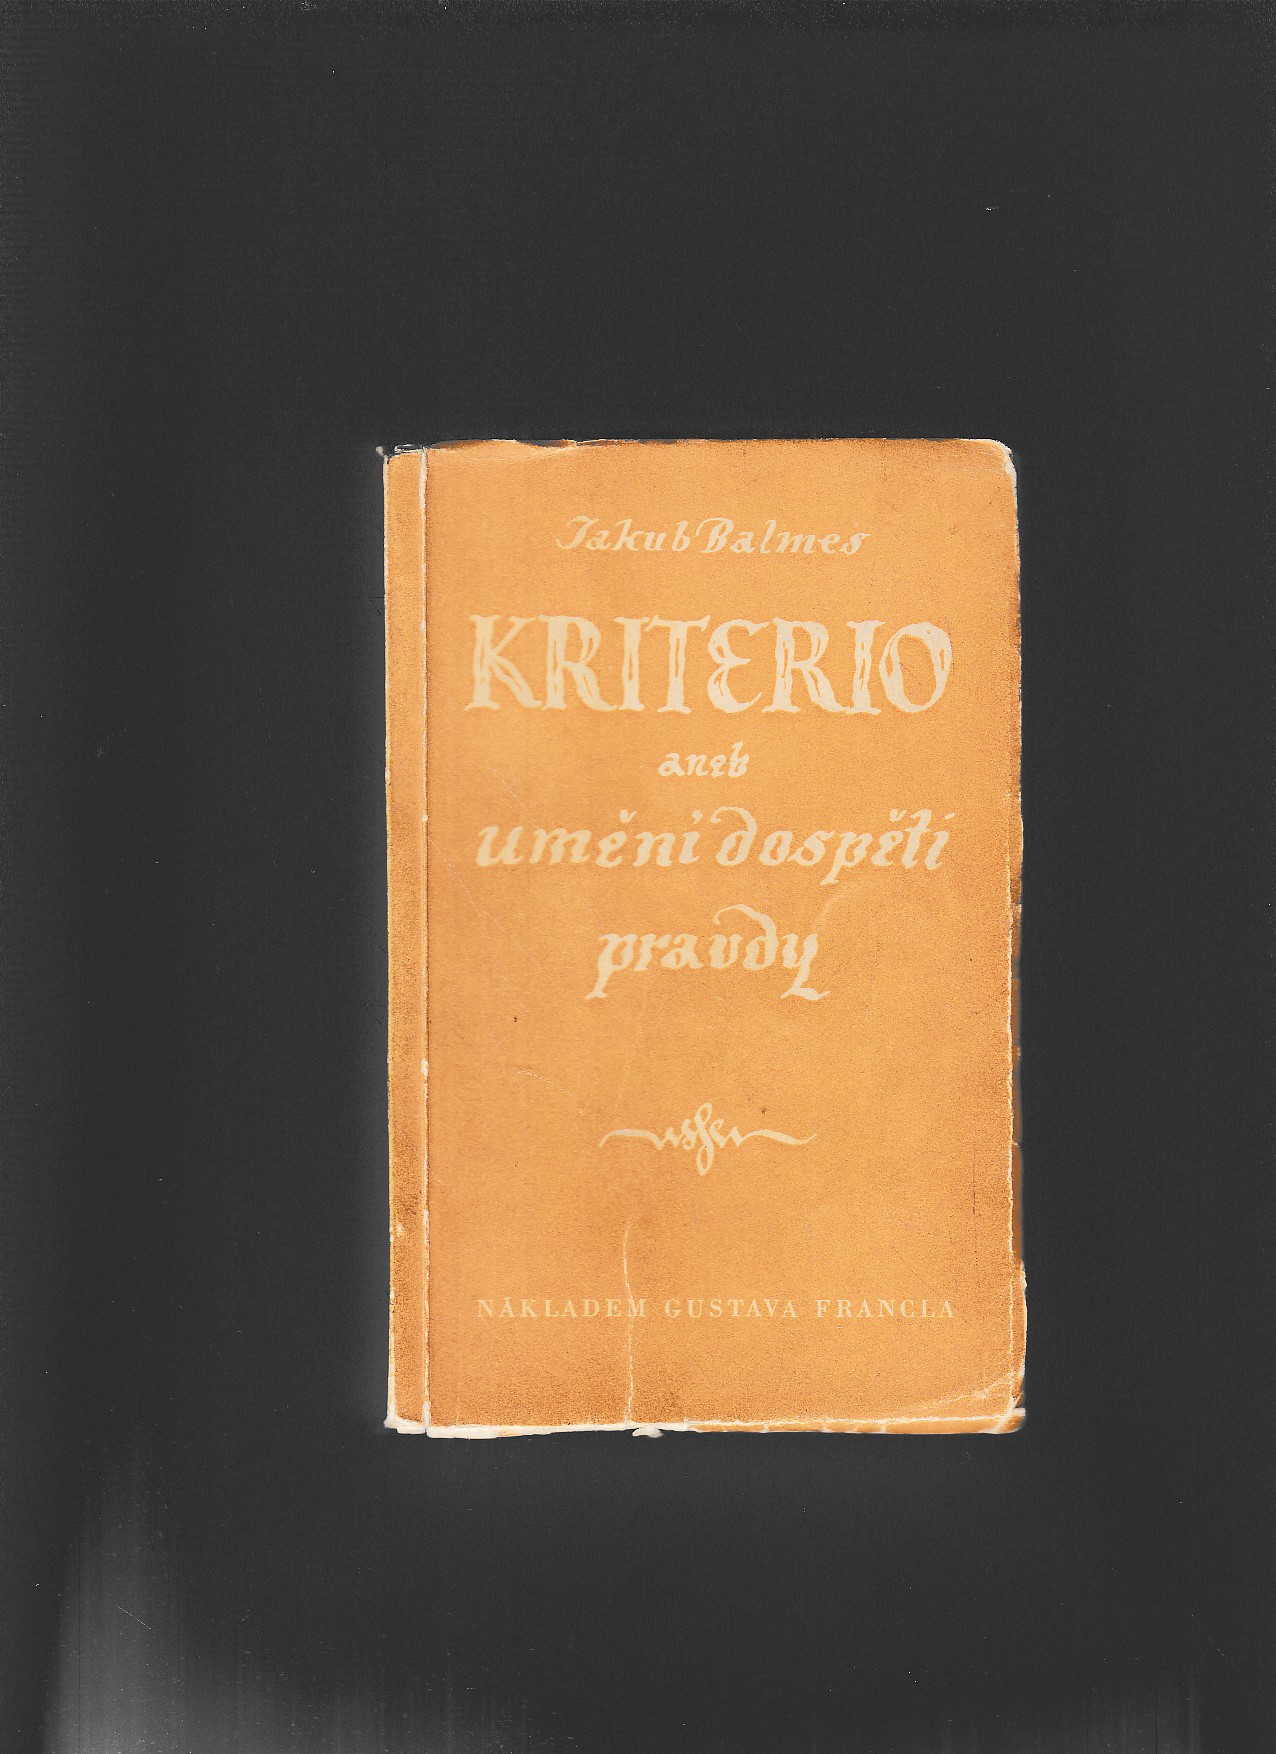 Jakub Balmes
KRITERIO
aneb
umění dospěti
pravdy
NÁKLADEM GUSTAVA FRANCLA